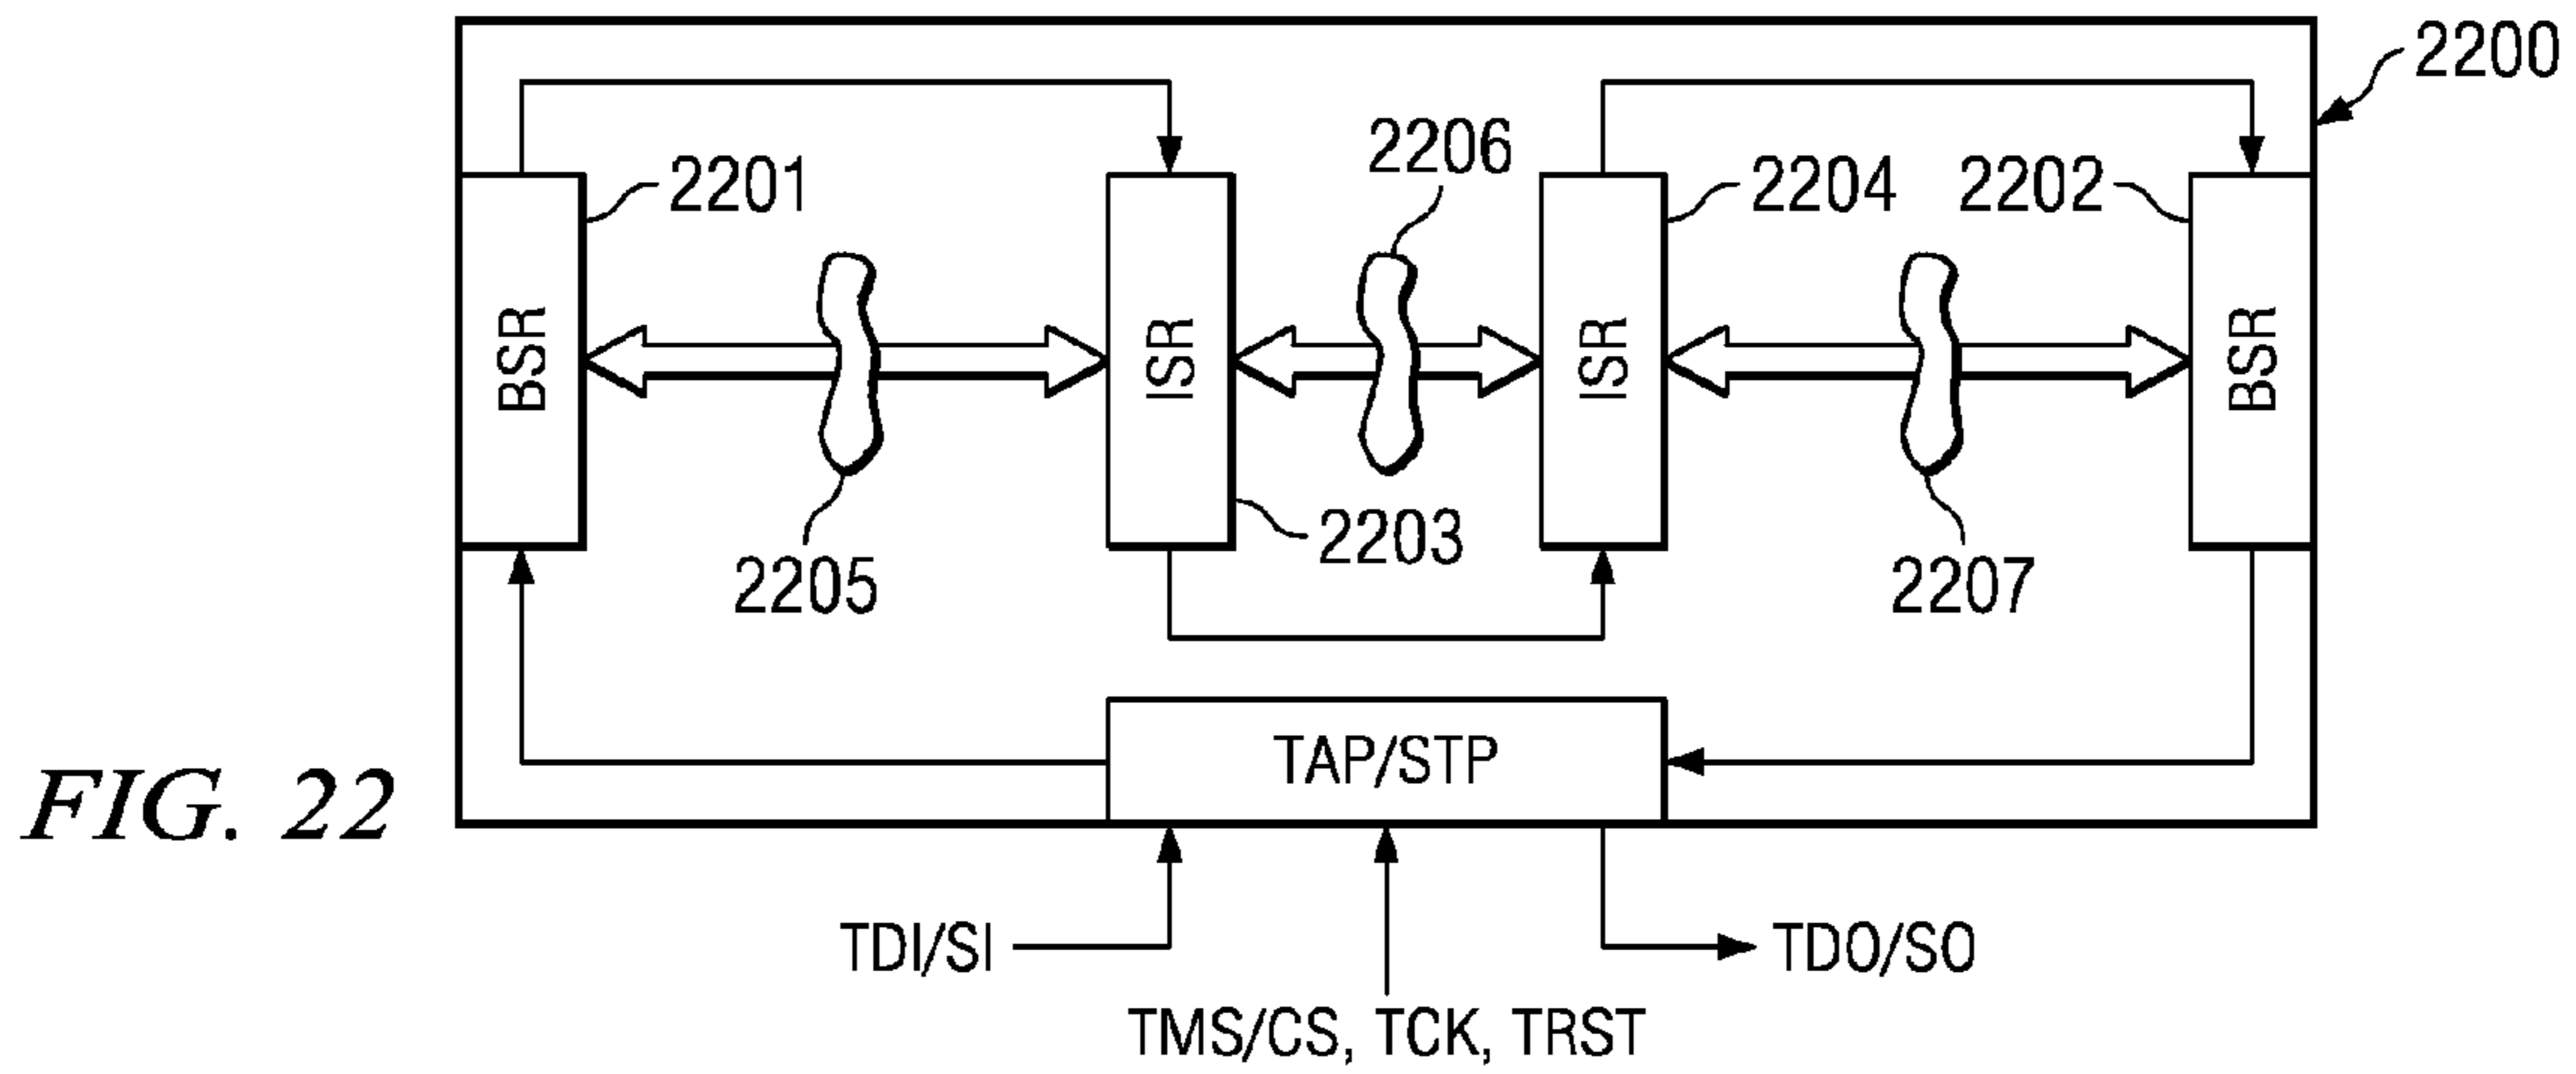 2200
2206
2201
2204
2202
BSR
ISR
ISR
BSR
2203
2205
2207
TAP/STP
FIG. 22
TDI/SI
TDO/SO
TMS/CS, TCK, TRST